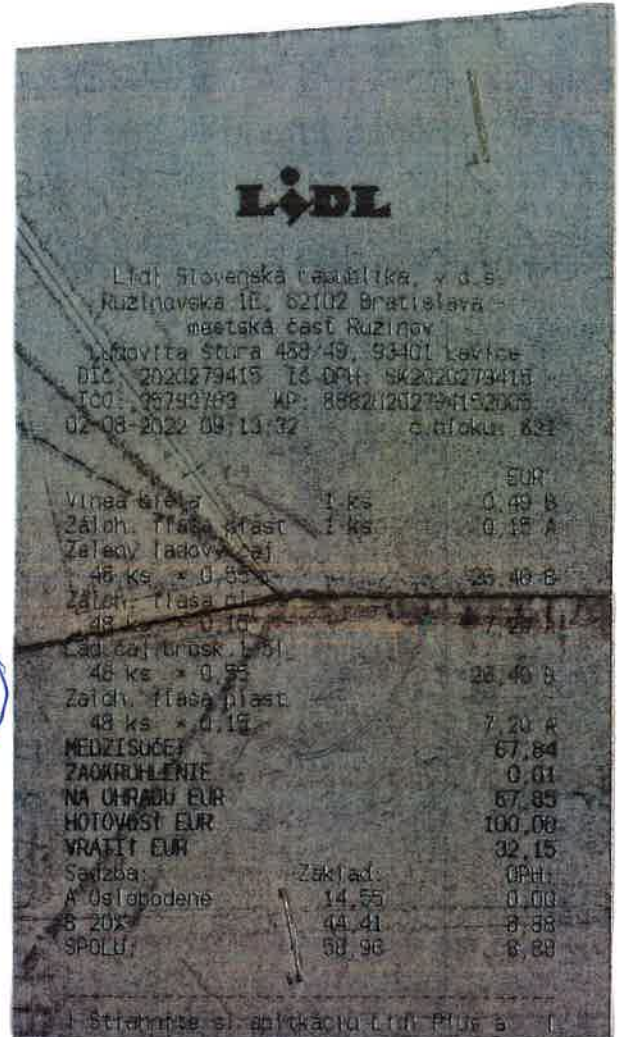 LIDL
Lidl Slovenská republika, v.o.s.
Ružinovská 1E, 82102 Bratislava
mestská časť Ružinov
Ľudovíta Štúra 49, 93401 Levice
DIČ: 2020279415 IČ DPH: SK2020279415
IČO: 35793783 KP:
02-08-2022 09:13:32 č.bloku: 821
EUR
Vinea biela 1 ks 0,49 B
Záloh. fľaša plast 1 ks 0,15 A
Zelený ľadový čaj
48 ks * 0,55 26,40 B
Záloh. fľaša
48 ks * 0,15 7,20 A
Ľad.čaj brosk.
48 ks * 0,55 26,40 B
Záloh. fľaša plast
48 ks * 0,15 7,20 A
MEDZISÚČET 67,84
ZAOKRÚHLENIE 0,01
NA ÚHRADU EUR 67,85
HOTOVOSŤ EUR 100,00
VRÁTIŤ EUR 32,15
Sadzba: Základ: DPH:
A Oslobodené 14,55 0,00
B 20% 44,41 8,88
SPOLU: 58,96 8,88
Stiahnite si aplikáciu Lidl Plus a